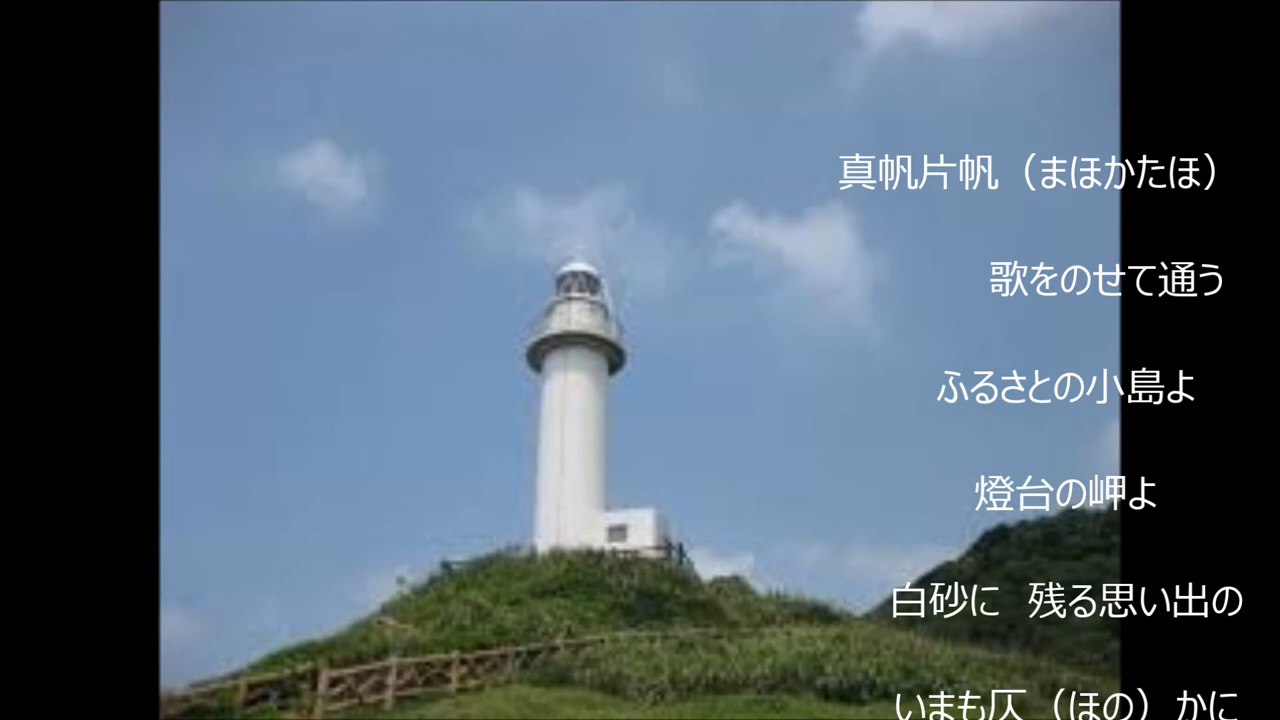 真帆片帆（まほかたほ）
歌をのせて通う
ふるさとの小島よ
燈台の岬よ
白砂に　残る思い出の
いまも仄（ほの）かに